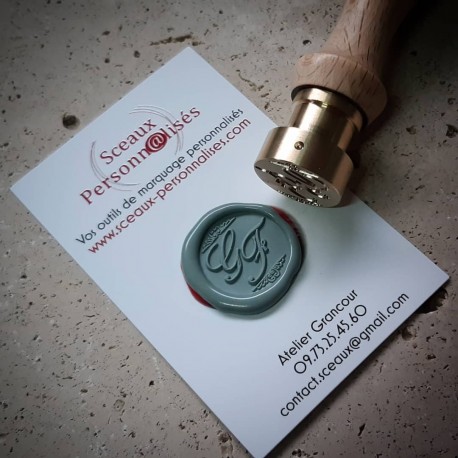 Sceaux
Personn@lisés
Vos outils de marquage personnalisés
www.sceaux-personnalises.com
GF
Atelier Grancour
09.73.25.45.60
contact.sceaux@gmail.com